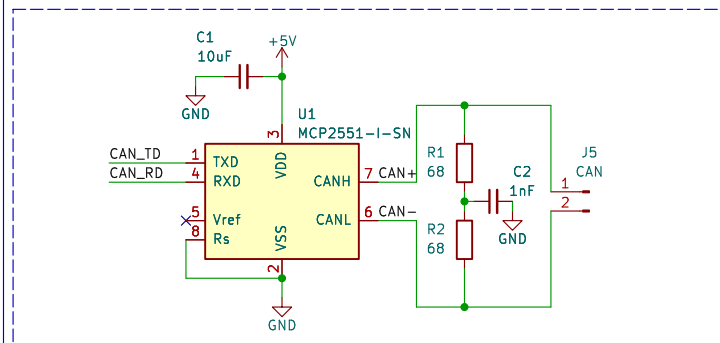 C1
10uF
+5V
GND
U1
MCP2551-I-SN
3
VDD
CAN_TD
1
TXD
CAN_RD
4
RXD
CANH
7
CAN+
5
Vref
8
Rs
CANL
6
CAN-
VSS
2
GND
R1
68
R2
68
C2
1nF
GND
J5
CAN
1
2